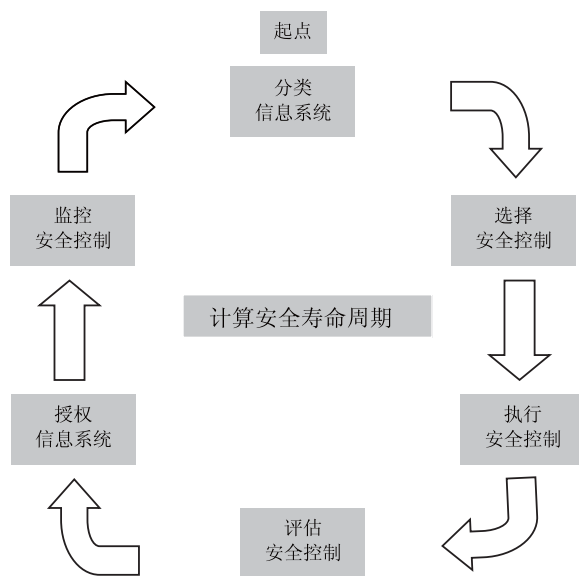 起点
分类
信息系统
监控
安全控制
选择
安全控制
计算安全寿命周期
授权
信息系统
执行
安全控制
评估
安全控制